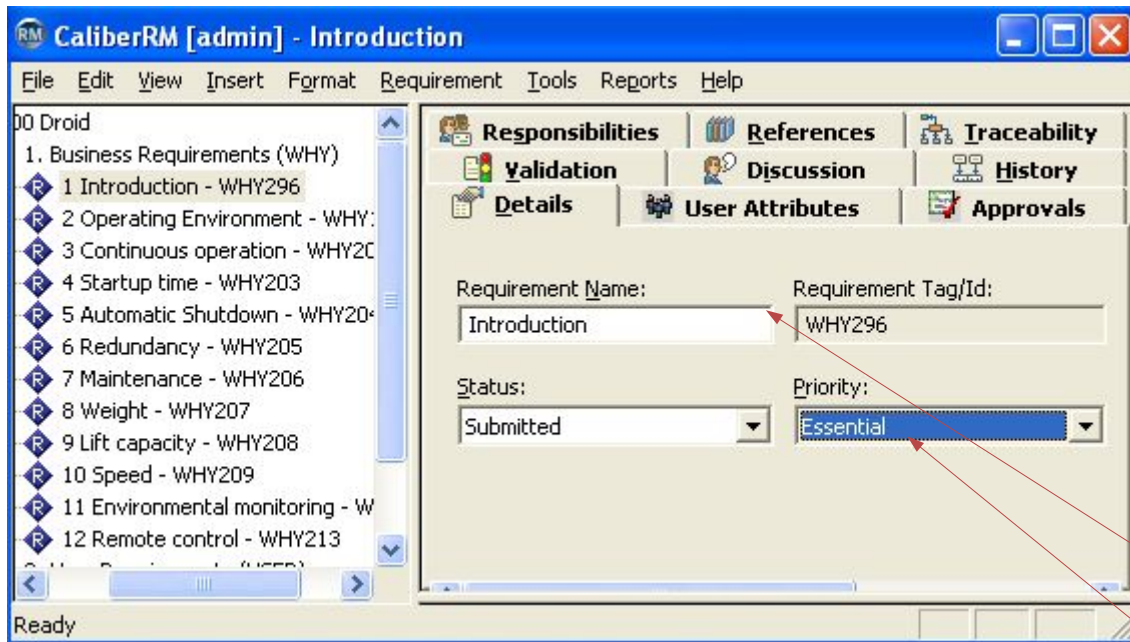 RM CaliberRM [admin] - Introduction
File Edit View Insert Format Requirement Tools Reports Help
00 Droid
1. Business Requirements (WHY)
R 1 Introduction - WHY296
R 2 Operating Environment - WHY
R 3 Continuous operation - WHY20
R 4 Startup time - WHY203
R 5 Automatic Shutdown - WHY204
R 6 Redundancy - WHY205
R 7 Maintenance - WHY206
R 8 Weight - WHY207
R 9 Lift capacity - WHY208
R 10 Speed - WHY209
R 11 Environmental monitoring - W
R 12 Remote control - WHY213
Responsibilities References Traceability
Validation Discussion History
Details User Attributes Approvals
Requirement Name: Requirement Tag/Id:
Introduction WHY296
Status: Priority:
Submitted Essential
Ready